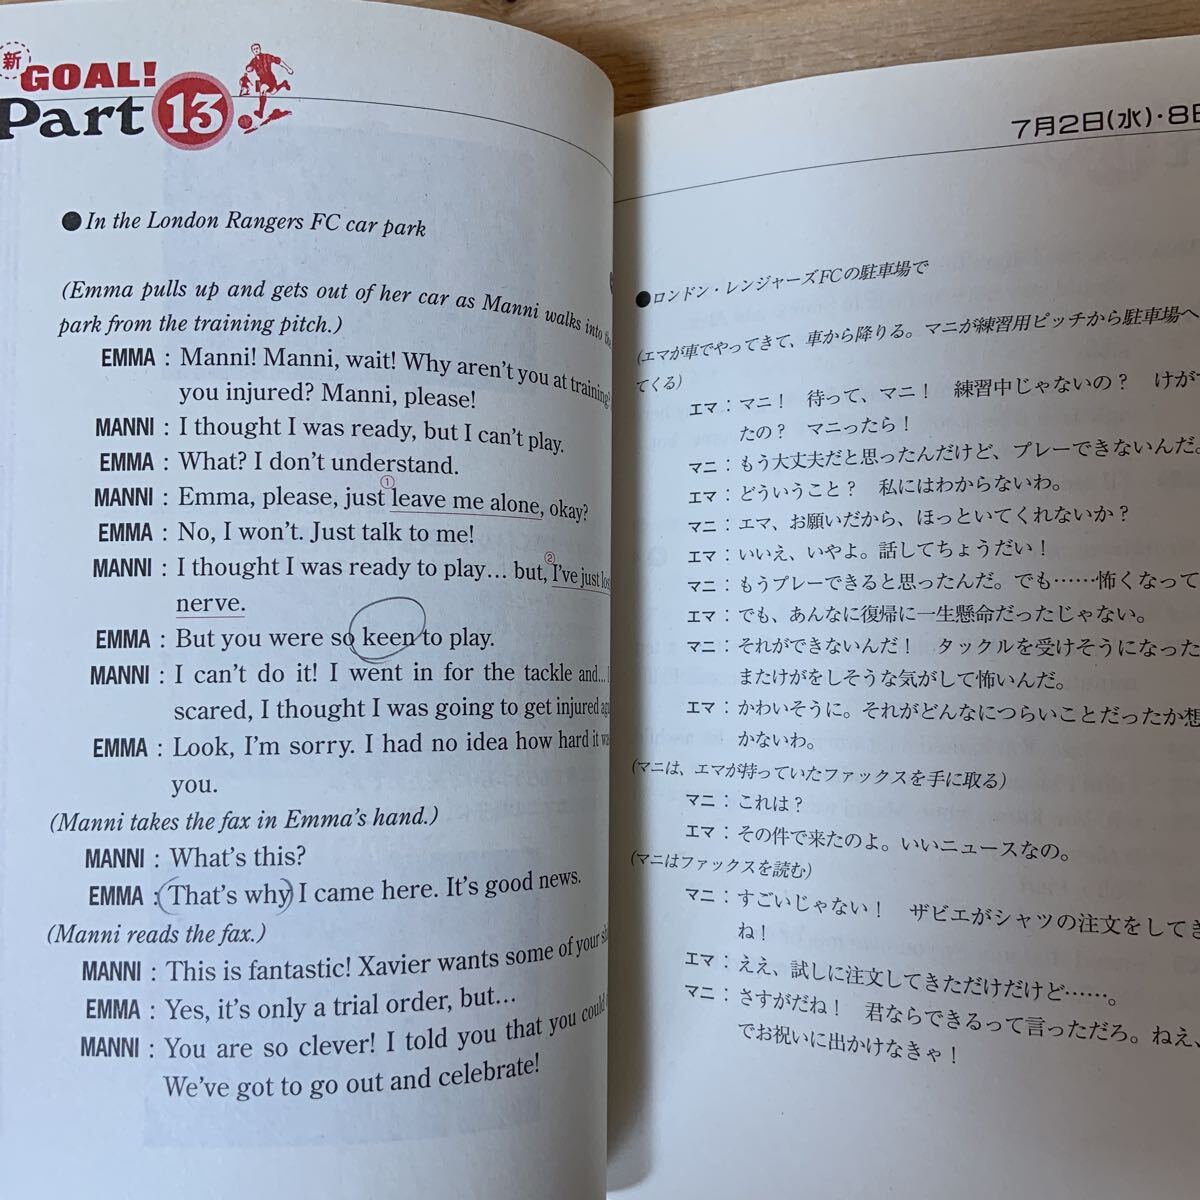 新
GOAL!
Part 13
●In the London Rangers FC car park
(Emma pulls up and gets out of her car as Manni walks into the
park from the training pitch.)
EMMA : Manni! Manni, wait! Why aren't you at training?
you injured? Manni, please!
MANNI : I thought I was ready, but I can't play.
EMMA : What? I don't understand.
①
MANNI : Emma, please, just leave me alone, okay?
EMMA : No, I won't. Just talk to me!
②
MANNI : I thought I was ready to play… but, I've just lost
nerve.
EMMA : But you were so keen to play.
MANNI : I can't do it! I went in for the tackle and...
scared, I thought I was going to get injured again
EMMA : Look, I'm sorry. I had no idea how hard it was
you.
(Manni takes the fax in Emma's hand.)
MANNI : What's this?
EMMA : That's why I came here. It's good news.
(Manni reads the fax.)
MANNI : This is fantastic! Xavier wants some of your
EMMA : Yes, it's only a trial order, but…
MANNI : You are so clever! I told you that you could
We've got to go out and celebrate!
7月2日(水)・8日
●ロンドン・レンジャーズFCの駐車場で
(エマが車でやってきて、車から降りる。マニが練習用ピッチから駐車場へ
てくる)
エマ：マニ！　待って、マニ！　練習中じゃないの？　けがで
たの？　マニったら！
マニ：もう大丈夫だと思ったんだけど、プレーできないんだ。
エマ：どういうこと？　私にはわからないわ。
マニ：エマ、お願いだから、ほっといてくれないか？
エマ：いいえ、いやよ。話してちょうだい！
マニ：もうプレーできると思ったんだ。でも……怖くなって
エマ：でも、あんなに復帰に一生懸命だったじゃない。
マニ：それができないんだ！　タックルを受けそうになった
またけがをしそうな気がして怖いんだ。
エマ：かわいそうに。それがどんなにつらいことだったか想
かないわ。
(マニは、エマが持っていたファックスを手に取る)
マニ：これは？
エマ：その件で来たのよ。いいニュースなの。
(マニはファックスを読む)
マニ：すごいじゃない！　ザビエがシャツの注文をしてき
ね！
エマ：ええ、試しに注文してきただけだけど……。
マニ：さすがだね！　君ならできるって言っただろ。ねえ、
でお祝いに出かけなきゃ！